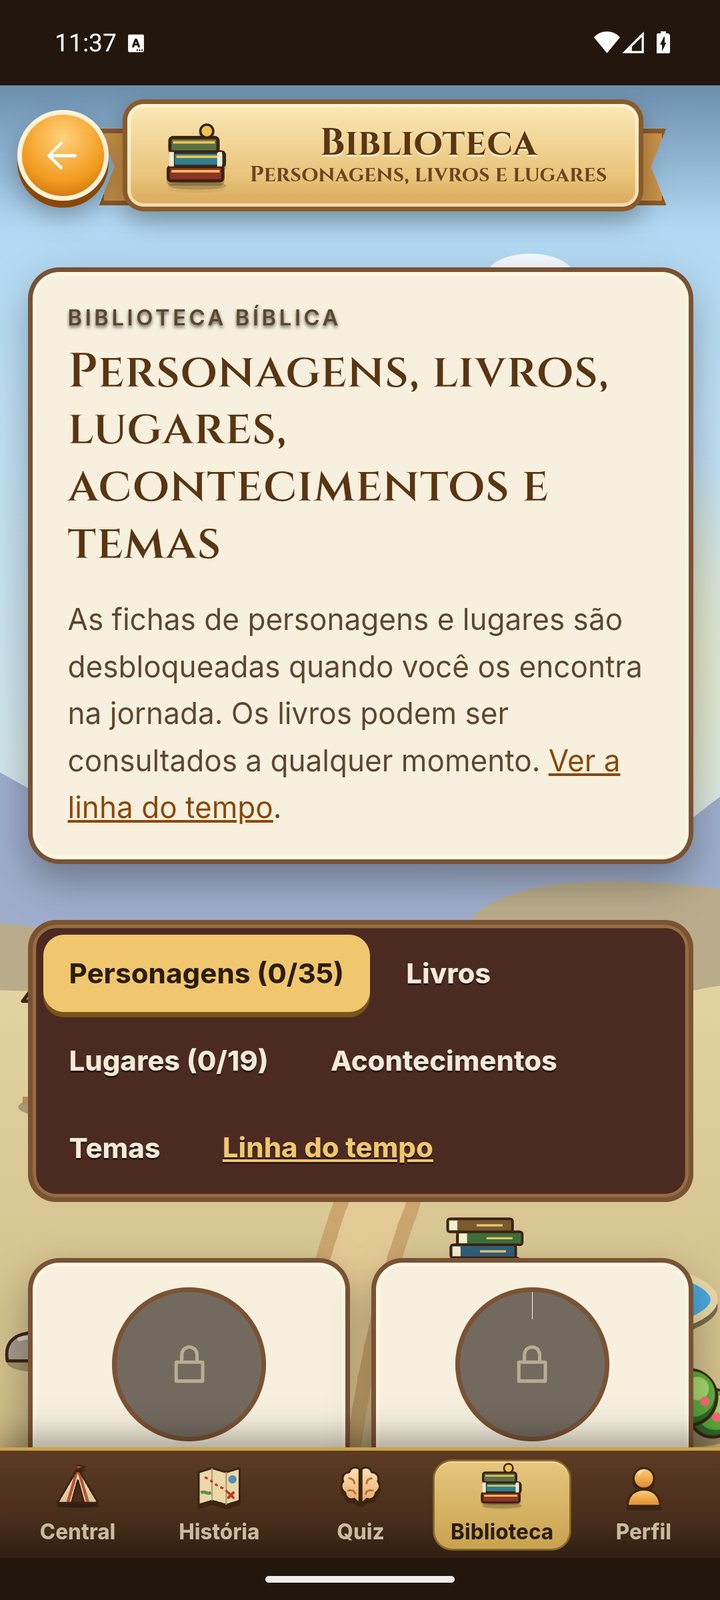 11:37
BIBLIOTECA
PERSONAGENS, LIVROS E LUGARES
BIBLIOTECA BÍBLICA
PERSONAGENS, LIVROS,
LUGARES,
ACONTECIMENTOS E
TEMAS
As fichas de personagens e lugares são
desbloqueadas quando você os encontra
na jornada. Os livros podem ser
consultados a qualquer momento. Ver a
linha do tempo.
Personagens (0/35) Livros
Lugares (0/19) Acontecimentos
Temas Linha do tempo
Central História Quiz Biblioteca Perfil